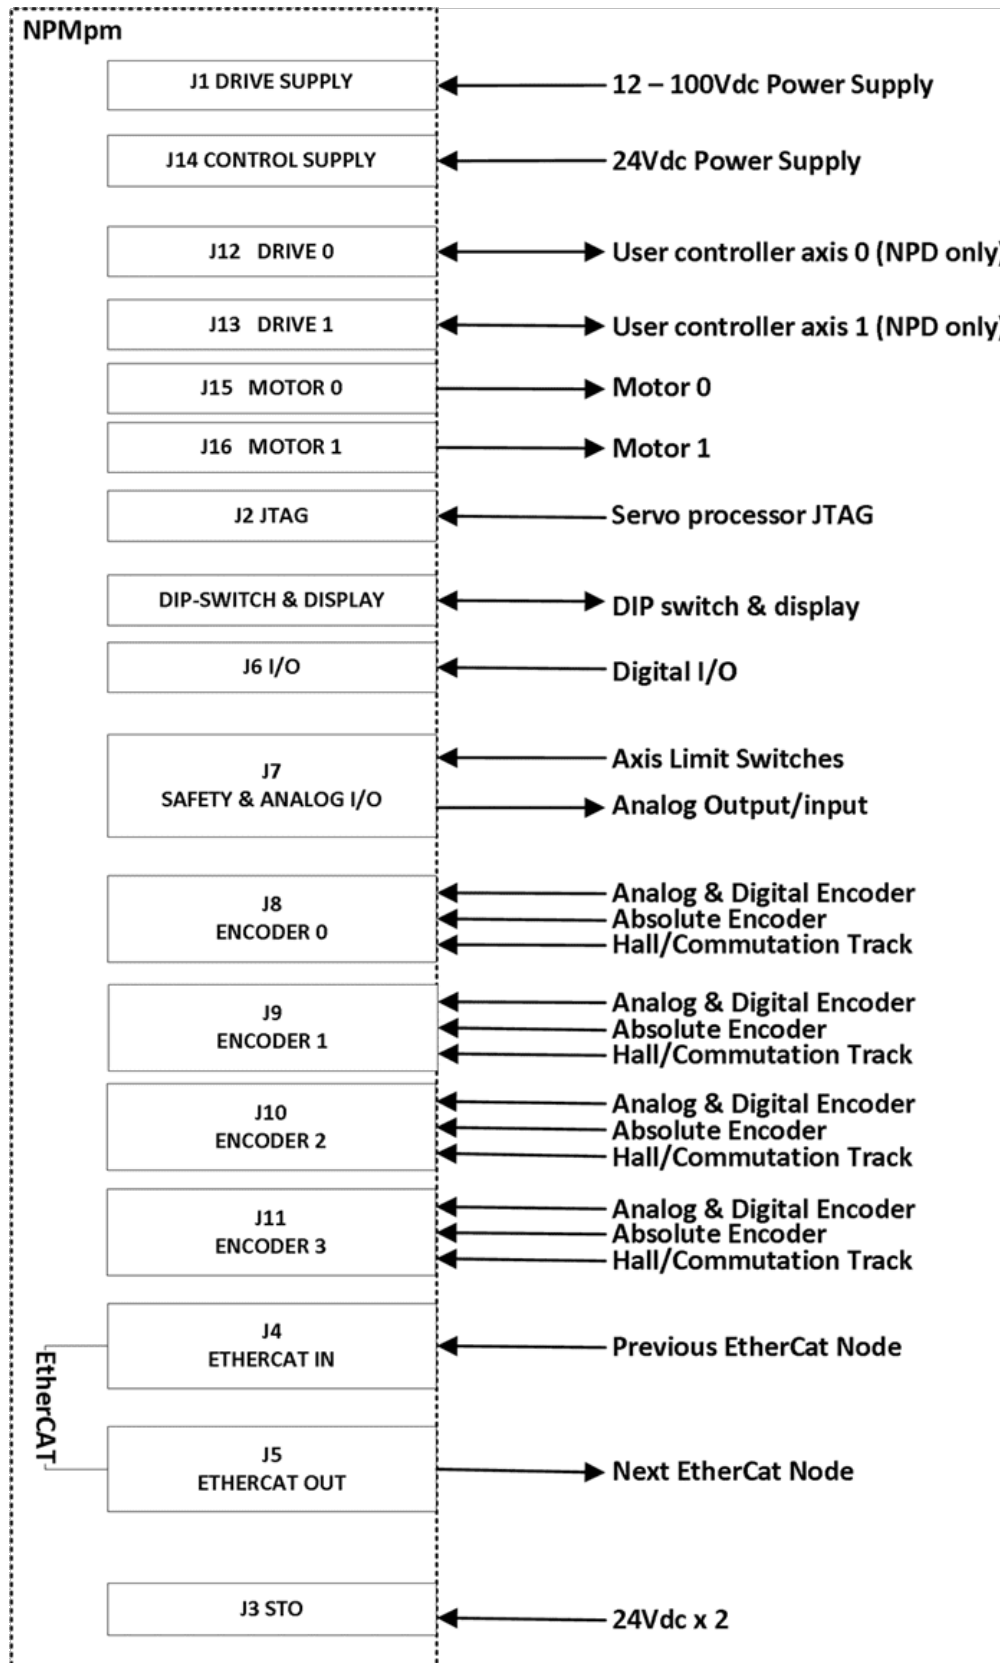 NPMpm
J1 DRIVE SUPPLY
12 – 100Vdc Power Supply
J14 CONTROL SUPPLY
24Vdc Power Supply
J12 DRIVE 0
User controller axis 0 (NPD only)
J13 DRIVE 1
User controller axis 1 (NPD only)
J15 MOTOR 0
Motor 0
J16 MOTOR 1
Motor 1
J2 JTAG
Servo processor JTAG
DIP-SWITCH & DISPLAY
DIP switch & display
J6 I/O
Digital I/O
J7
SAFETY & ANALOG I/O
Axis Limit Switches
Analog Output/input
J8
ENCODER 0
Analog & Digital Encoder
Absolute Encoder
Hall/Commutation Track
J9
ENCODER 1
Analog & Digital Encoder
Absolute Encoder
Hall/Commutation Track
J10
ENCODER 2
Analog & Digital Encoder
Absolute Encoder
Hall/Commutation Track
J11
ENCODER 3
Analog & Digital Encoder
Absolute Encoder
Hall/Commutation Track
EtherCAT
J4
ETHERCAT IN
Previous EtherCat Node
J5
ETHERCAT OUT
Next EtherCat Node
J3 STO
24Vdc x 2